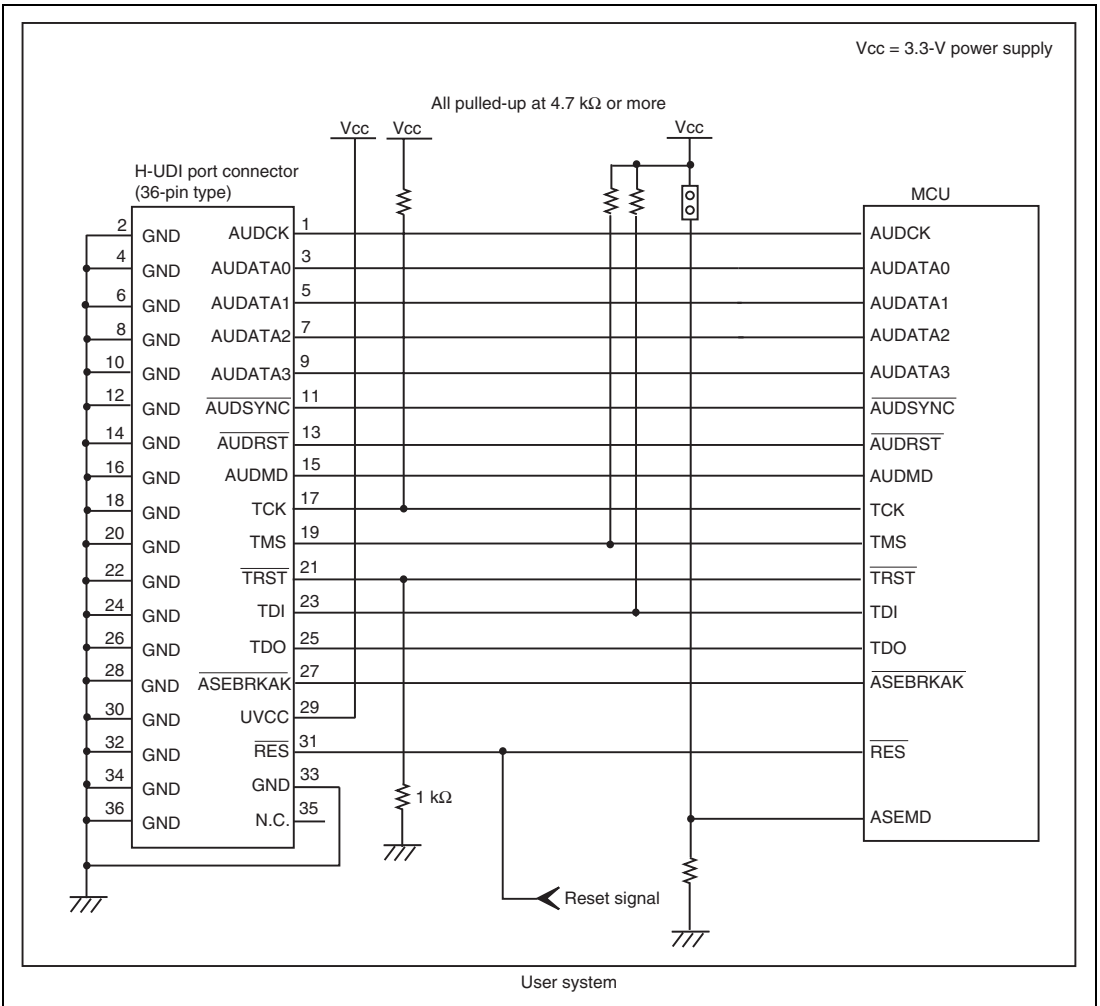 Vcc = 3.3-V power supply
All pulled-up at 4.7 kΩ or more
Vcc Vcc Vcc
H-UDI port connector
(36-pin type)
MCU
2 GND AUDCK 1 AUDCK
4 GND AUDATA0 3 AUDATA0
6 GND AUDATA1 5 AUDATA1
8 GND AUDATA2 7 AUDATA2
10 GND AUDATA3 9 AUDATA3
12 GND AUDSYNC 11 AUDSYNC
14 GND AUDRST 13 AUDRST
16 GND AUDMD 15 AUDMD
18 GND TCK 17 TCK
20 GND TMS 19 TMS
22 GND TRST 21 TRST
24 GND TDI 23 TDI
26 GND TDO 25 TDO
28 GND ASEBRKAK 27 ASEBRKAK
30 GND UVCC 29
32 GND RES 31 RES
34 GND GND 33
1 kΩ
36 GND N.C. 35 ASEMD
Reset signal
User system